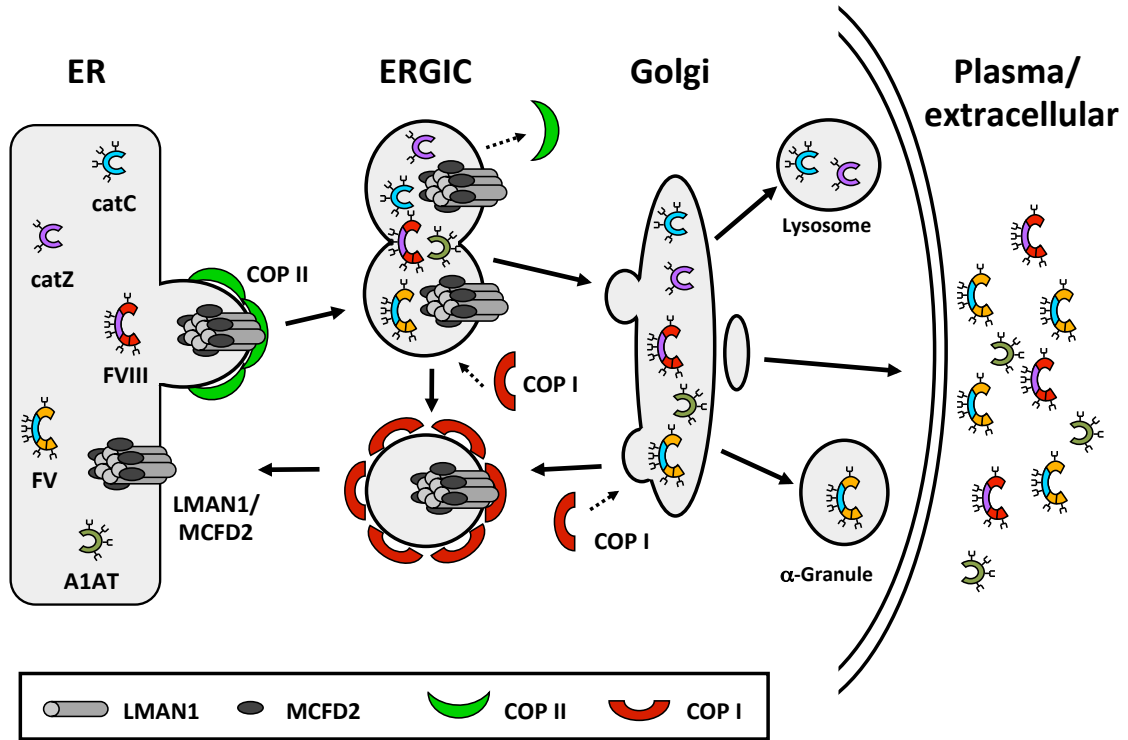 ER
ERGIC
Golgi
Plasma/
extracellular
catC
catZ
COP II
FVIII
FV
LMAN1/
MCFD2
A1AT
COP I
COP I
Lysosome
α-Granule
LMAN1
MCFD2
COP II
COP I